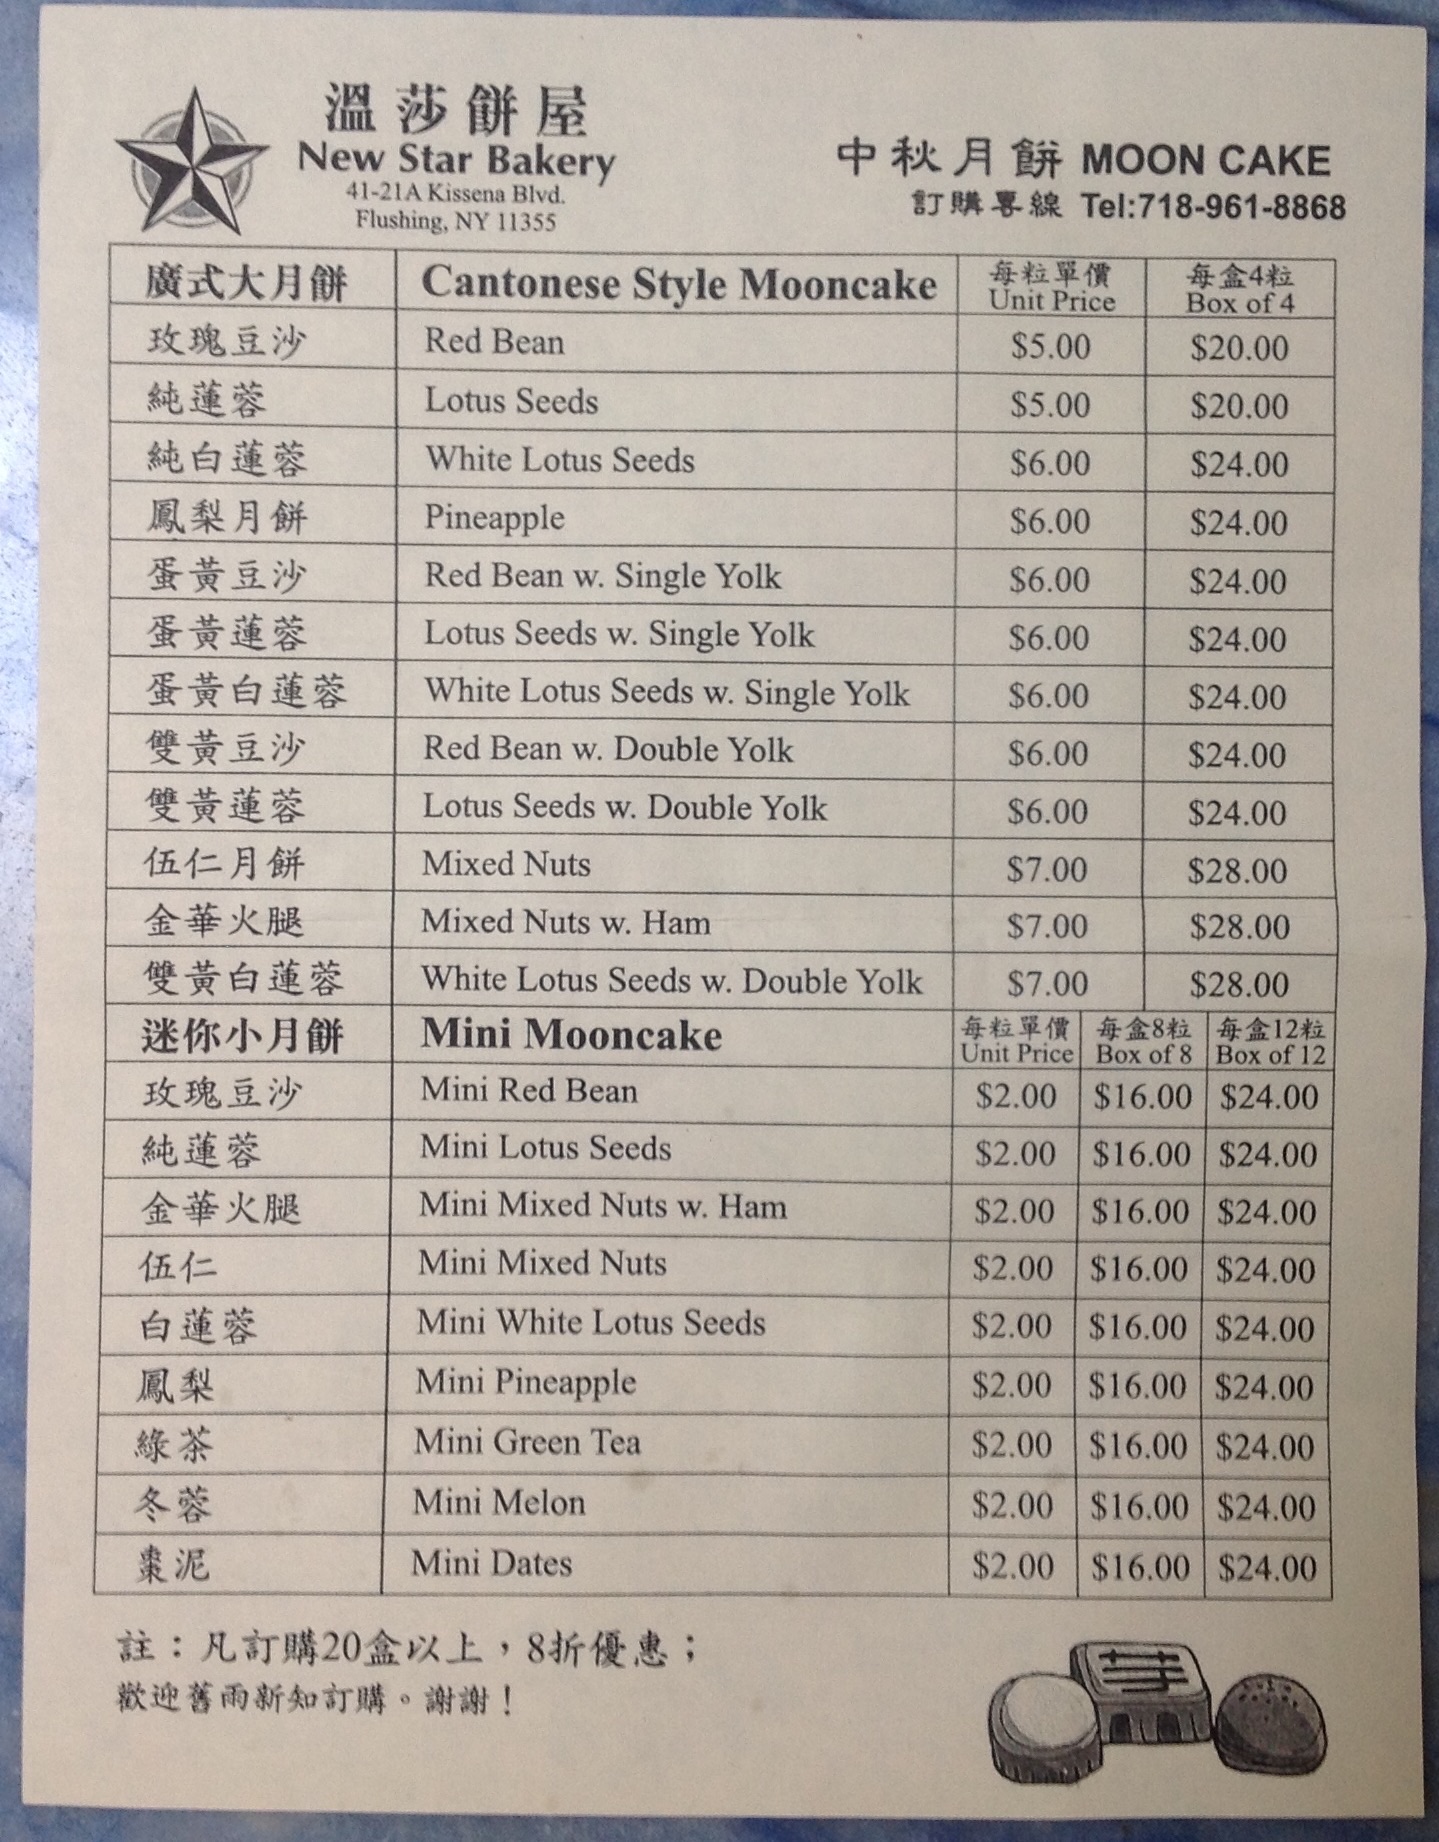 溫莎餅屋
New Star Bakery
41-21A Kissena Blvd.
Flushing, NY 11355
中秋月餅 MOON CAKE
訂購專線 Tel:718-961-8868
廣式大月餅 Cantonese Style Mooncake 每粒單價 每盒4粒
Unit Price Box of 4
玫瑰豆沙 Red Bean $5.00 $20.00
純蓮蓉 Lotus Seeds $5.00 $20.00
純白蓮蓉 White Lotus Seeds $6.00 $24.00
鳳梨月餅 Pineapple $6.00 $24.00
蛋黃豆沙 Red Bean w. Single Yolk $6.00 $24.00
蛋黃蓮蓉 Lotus Seeds w. Single Yolk $6.00 $24.00
蛋黃白蓮蓉 White Lotus Seeds w. Single Yolk $6.00 $24.00
雙黃豆沙 Red Bean w. Double Yolk $6.00 $24.00
雙黃蓮蓉 Lotus Seeds w. Double Yolk $6.00 $24.00
伍仁月餅 Mixed Nuts $7.00 $28.00
金華火腿 Mixed Nuts w. Ham $7.00 $28.00
雙黃白蓮蓉 White Lotus Seeds w. Double Yolk $7.00 $28.00
迷你小月餅 Mini Mooncake 每粒單價 每盒8粒 每盒12粒
Unit Price Box of 8 Box of 12
玫瑰豆沙 Mini Red Bean $2.00 $16.00 $24.00
純蓮蓉 Mini Lotus Seeds $2.00 $16.00 $24.00
金華火腿 Mini Mixed Nuts w. Ham $2.00 $16.00 $24.00
伍仁 Mini Mixed Nuts $2.00 $16.00 $24.00
白蓮蓉 Mini White Lotus Seeds $2.00 $16.00 $24.00
鳳梨 Mini Pineapple $2.00 $16.00 $24.00
綠茶 Mini Green Tea $2.00 $16.00 $24.00
冬蓉 Mini Melon $2.00 $16.00 $24.00
棗泥 Mini Dates $2.00 $16.00 $24.00
註：凡訂購20盒以上，8折優惠；
歡迎舊雨新知訂購。謝謝！